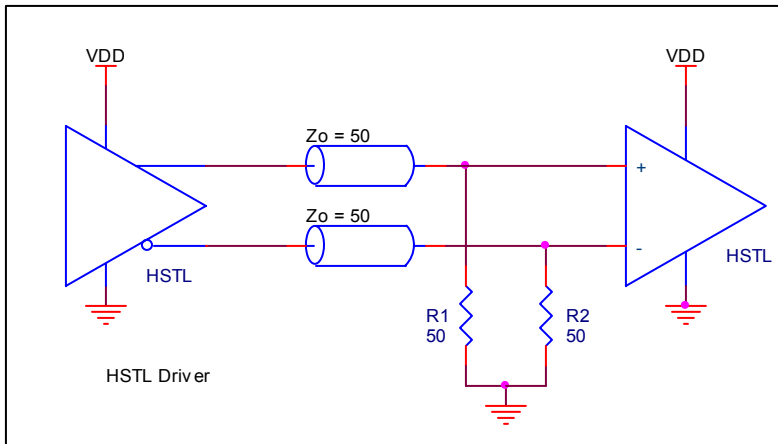 VDD
VDD
Zo = 50
+
Zo = 50
-
HSTL
HSTL
R1
50
R2
50
HSTL Driver